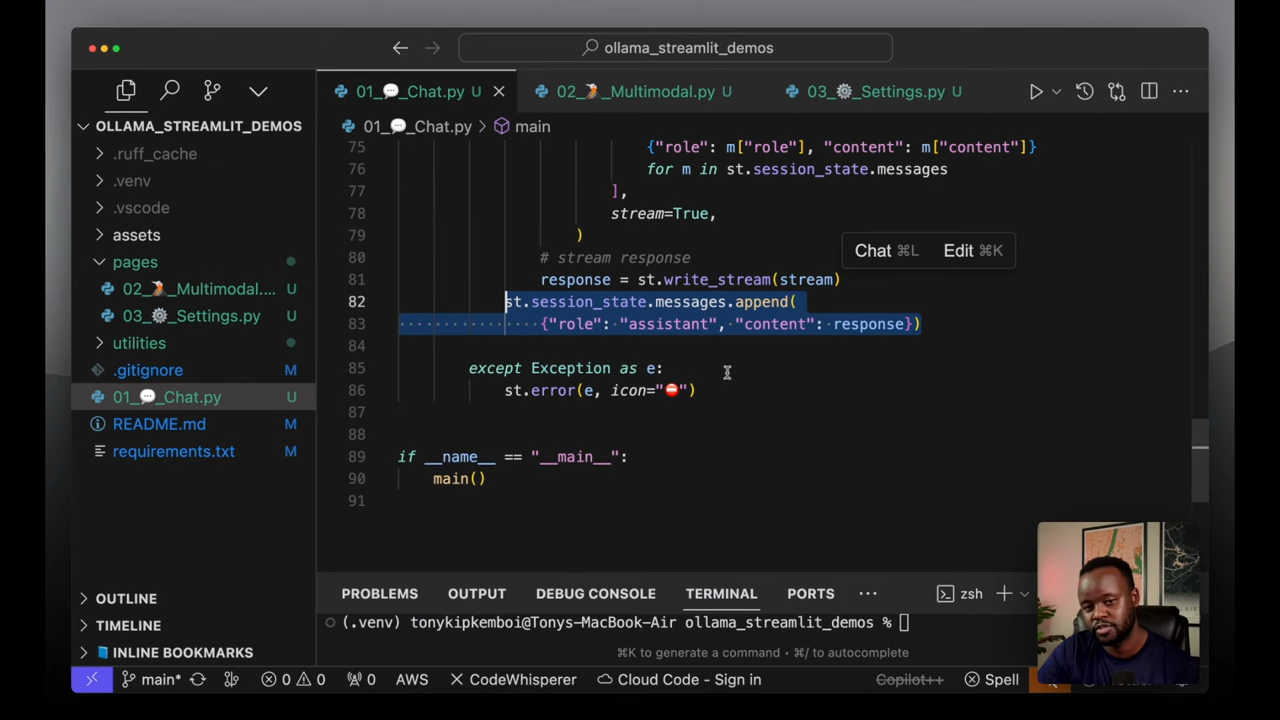 ollama_streamlit_demos
01_💬_Chat.py U
02_🌋_Multimodal.py U
03_⚙️_Settings.py U
OLLAMA_STREAMLIT_DEMOS
01_💬_Chat.py > main
.ruff_cache
.venv
.vscode
assets
pages
02_🌋_Multimodal.... U
03_⚙️_Settings.py U
utilities
.gitignore M
01_💬_Chat.py U
README.md M
requirements.txt M
OUTLINE
TIMELINE
INLINE BOOKMARKS
75 {"role": m["role"], "content": m["content"]}
76 for m in st.session_state.messages
77 ],
78 stream=True,
79 )
80 # stream response
81 response = st.write_stream(stream)
82 st.session_state.messages.append(
83 {"role": "assistant", "content": response})
84
85 except Exception as e:
86 st.error(e, icon="⛔️")
87
88
89 if __name__ == "__main__":
90 main()
91
Chat ⌘L Edit ⌘K
PROBLEMS OUTPUT DEBUG CONSOLE TERMINAL PORTS ··· zsh
(.venv) tonykipkemboi@Tonys-MacBook-Air ollama_streamlit_demos %
⌘K to generate a command · ⌘/ to autocomplete
main* 0 0 0 AWS CodeWhisperer Cloud Code - Sign in Copilot++ Spell